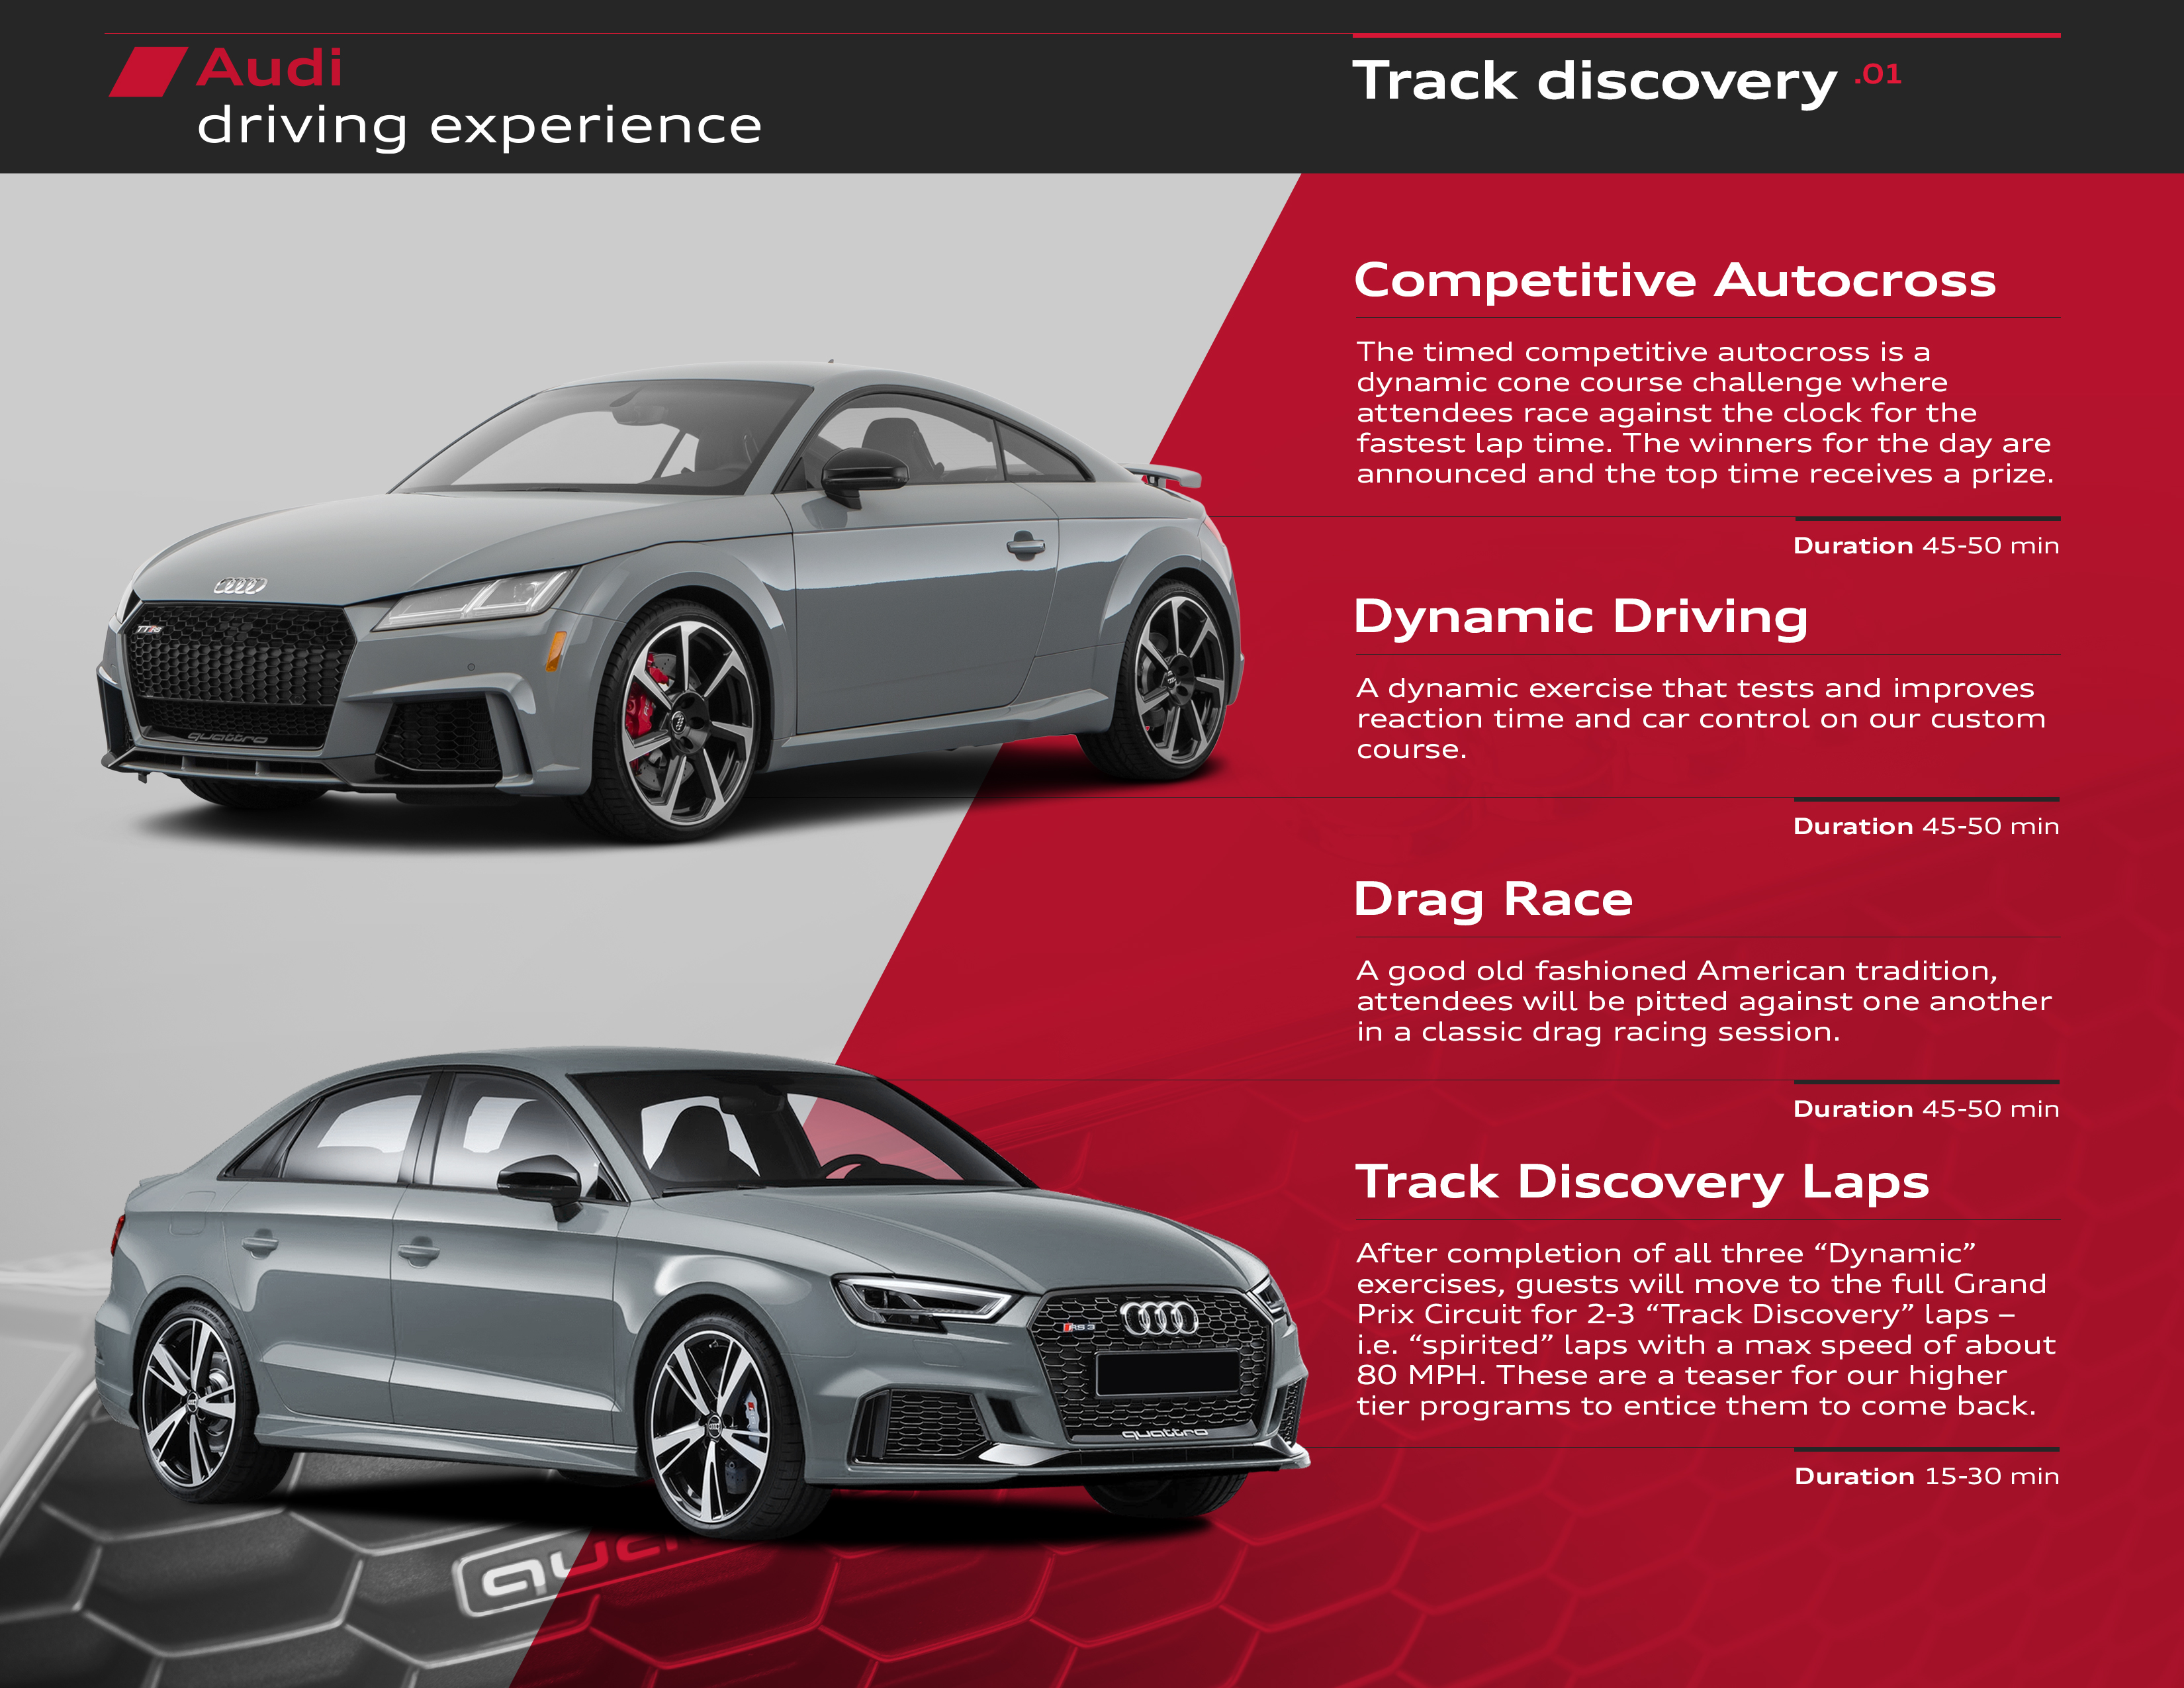 Audi
driving experience
Track discovery .01
Competitive Autocross
The timed competitive autocross is a
dynamic cone course challenge where
attendees race against the clock for the
fastest lap time. The winners for the day are
announced and the top time receives a prize.
Duration 45-50 min
Dynamic Driving
A dynamic exercise that tests and improves
reaction time and car control on our custom
course.
Duration 45-50 min
Drag Race
A good old fashioned American tradition,
attendees will be pitted against one another
in a classic drag racing session.
Duration 45-50 min
Track Discovery Laps
After completion of all three “Dynamic”
exercises, guests will move to the full Grand
Prix Circuit for 2-3 “Track Discovery” laps –
i.e. “spirited” laps with a max speed of about
80 MPH. These are a teaser for our higher
tier programs to entice them to come back.
Duration 15-30 min
TTRS
quattro
RS 3
quattro